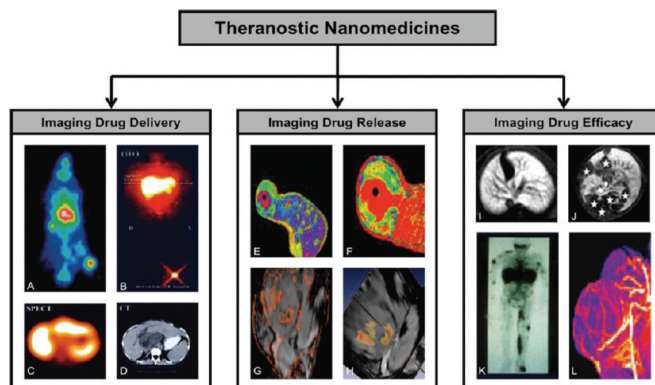 Theranostic Nanomedicines
Imaging Drug Delivery
Imaging Drug Release
Imaging Drug Efficacy
A
B
SPECT
C
CT
D
E
F
G
H
I
J
K
L